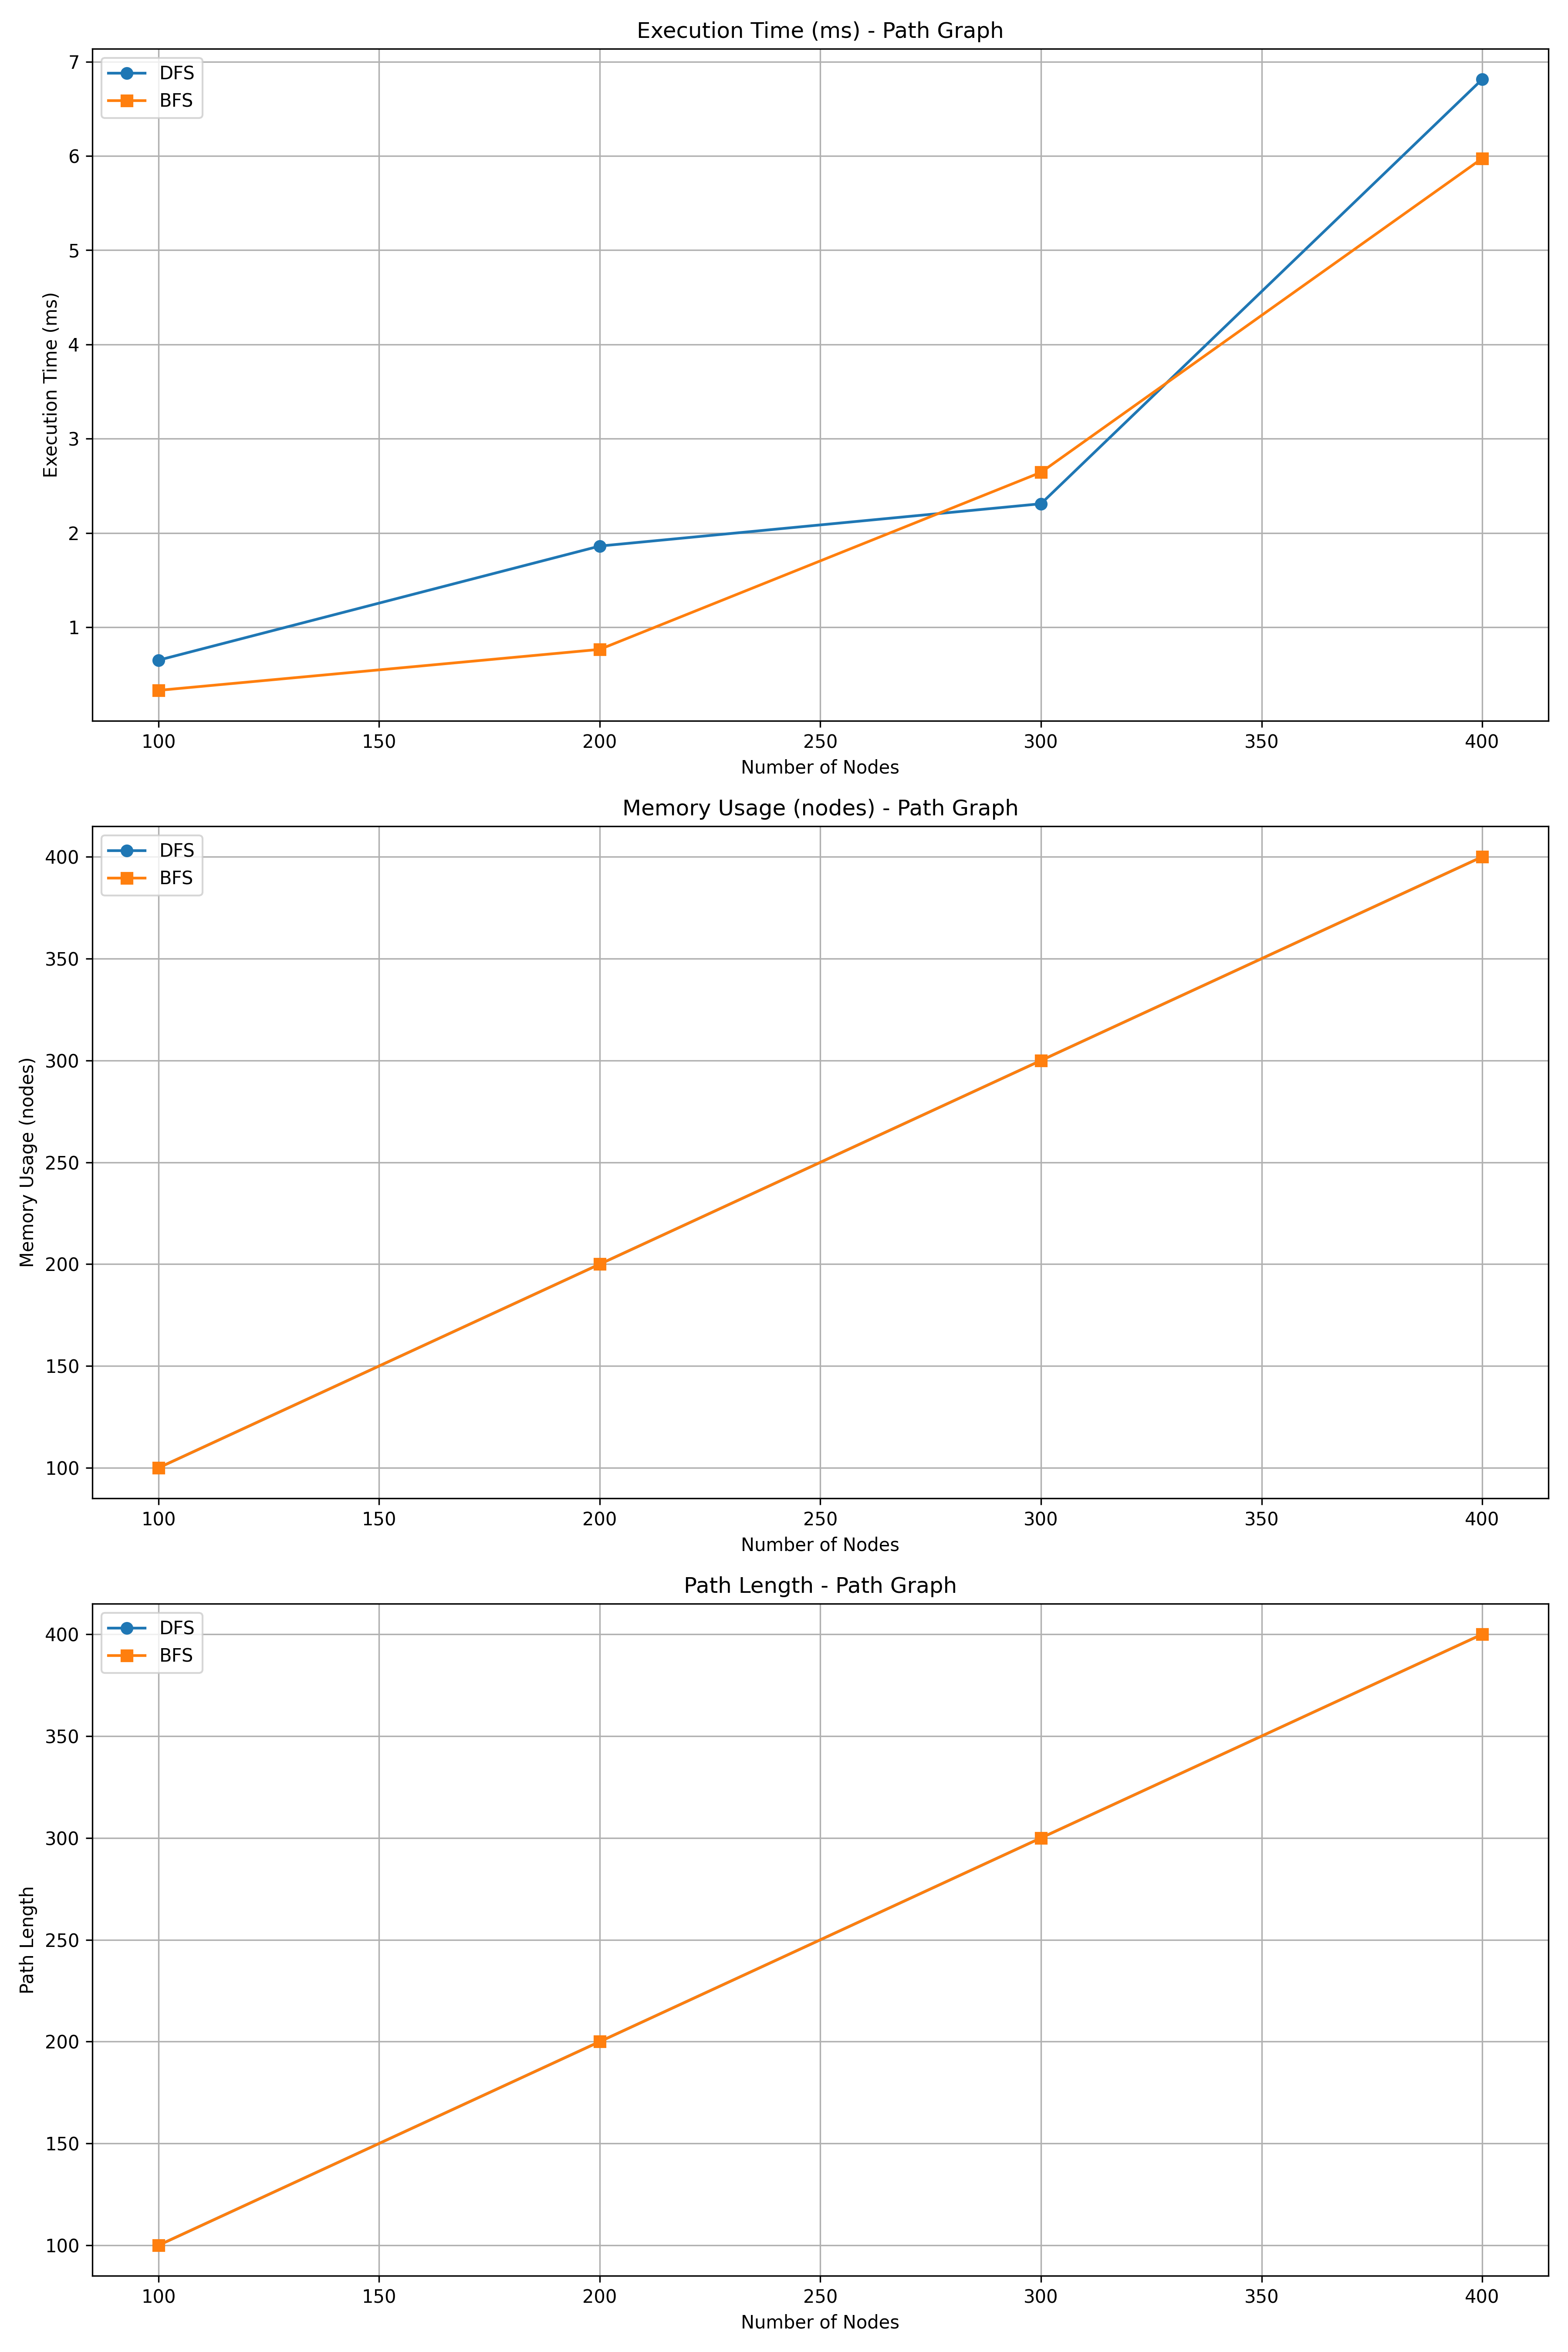 Execution Time (ms) - Path Graph
DFS
BFS
7
6
5
4
3
2
1
Execution Time (ms)
100 150 200 250 300 350 400
Number of Nodes
Memory Usage (nodes) - Path Graph
DFS
BFS
400
350
300
250
200
150
100
Memory Usage (nodes)
100 150 200 250 300 350 400
Number of Nodes
Path Length - Path Graph
DFS
BFS
400
350
300
250
200
150
100
Path Length
100 150 200 250 300 350 400
Number of Nodes